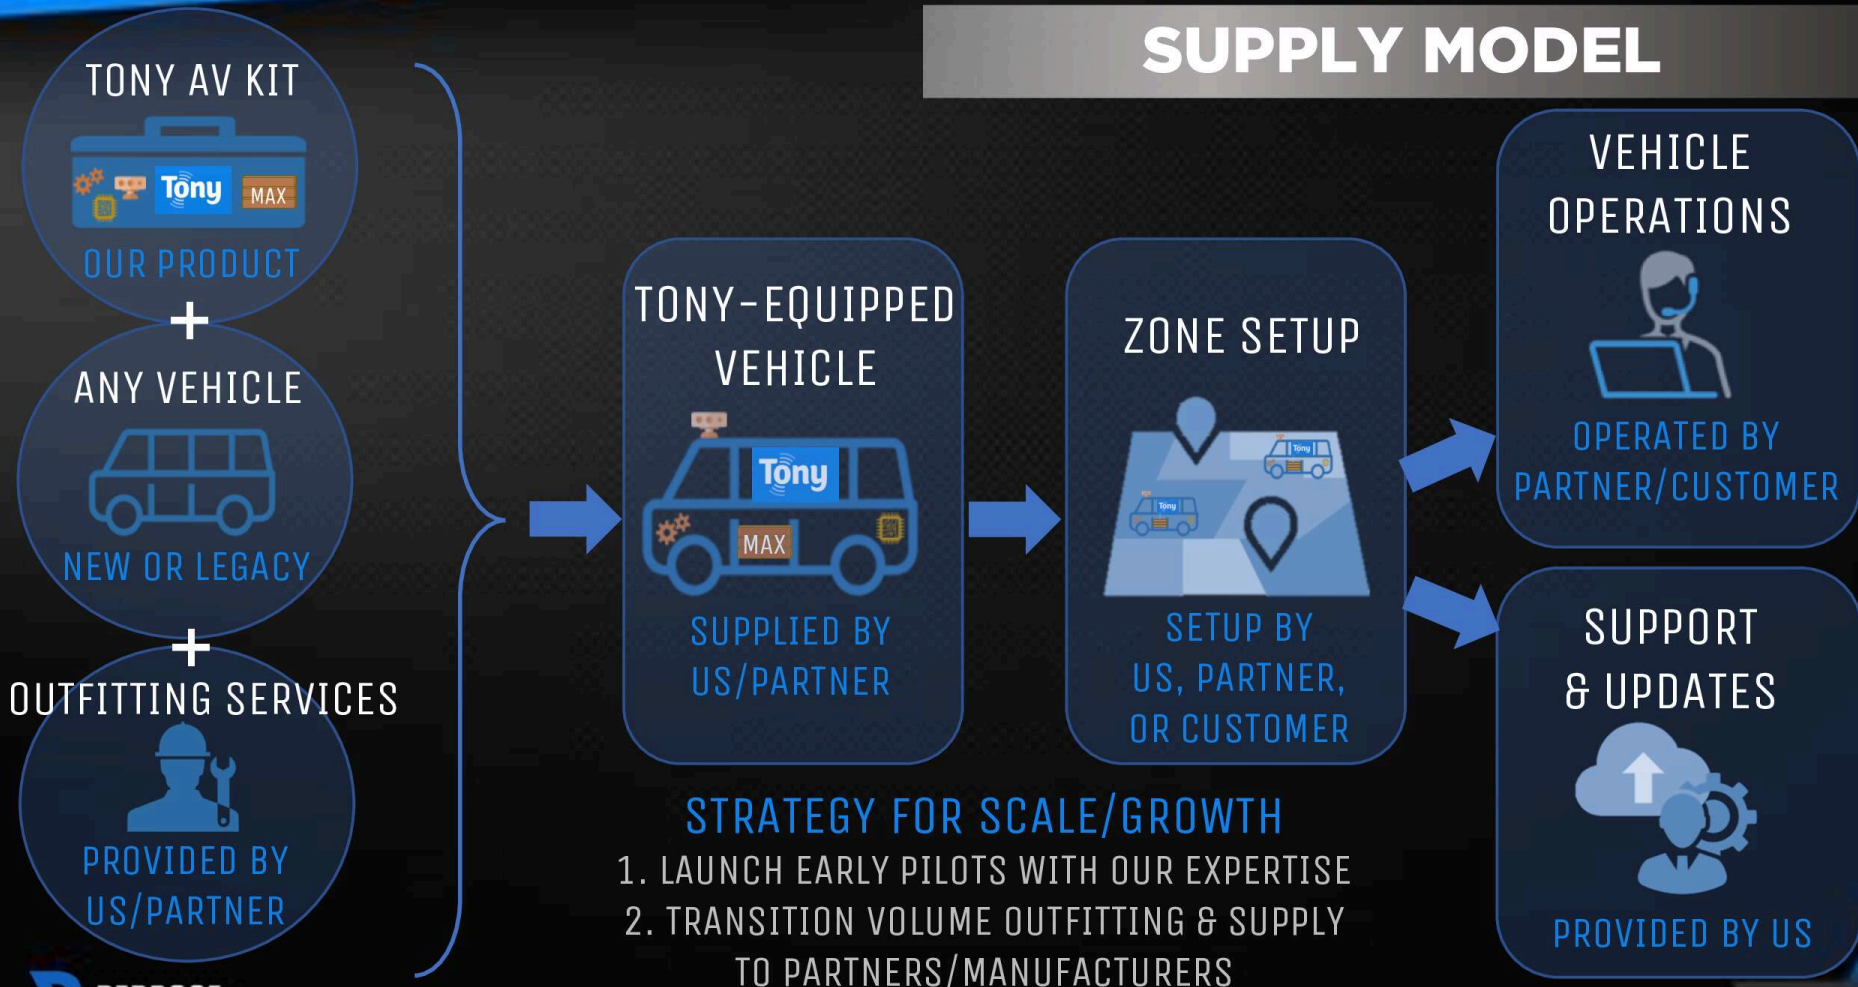 SUPPLY MODEL
TONY AV KIT
Tony
MAX
OUR PRODUCT
+
ANY VEHICLE
NEW OR LEGACY
+
OUTFITTING SERVICES
PROVIDED BY
US/PARTNER
TONY-EQUIPPED
VEHICLE
Tony
MAX
SUPPLIED BY
US/PARTNER
ZONE SETUP
Tony
Tony
SETUP BY
US, PARTNER,
OR CUSTOMER
VEHICLE
OPERATIONS
OPERATED BY
PARTNER/CUSTOMER
SUPPORT
& UPDATES
PROVIDED BY US
STRATEGY FOR SCALE/GROWTH
1. LAUNCH EARLY PILOTS WITH OUR EXPERTISE
2. TRANSITION VOLUME OUTFITTING & SUPPLY
TO PARTNERS/MANUFACTURERS